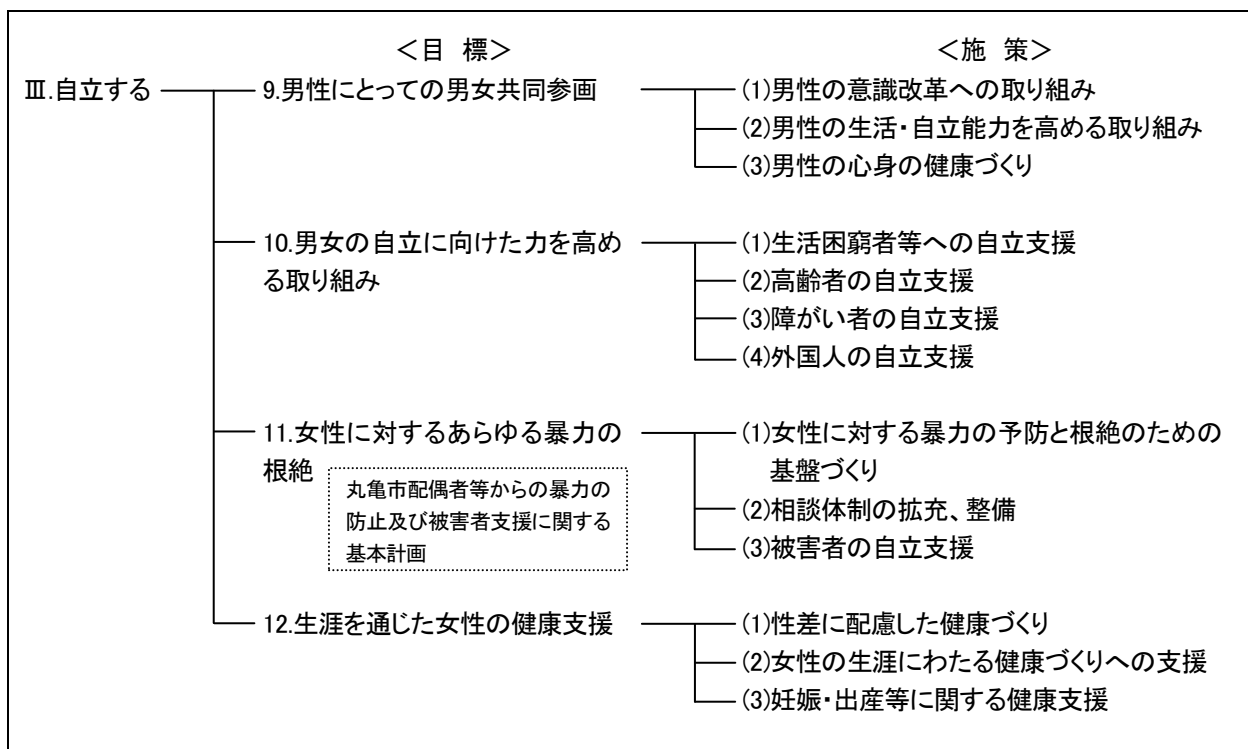 ＜目 標＞
＜施 策＞
Ⅲ.自立する
9.男性にとっての男女共同参画
(1)男性の意識改革への取り組み
(2)男性の生活・自立能力を高める取り組み
(3)男性の心身の健康づくり
10.男女の自立に向けた力を高め
る取り組み
(1)生活困窮者等への自立支援
(2)高齢者の自立支援
(3)障がい者の自立支援
(4)外国人の自立支援
11.女性に対するあらゆる暴力の
根絶
丸亀市配偶者等からの暴力の
防止及び被害者支援に関する
基本計画
(1)女性に対する暴力の予防と根絶のための
基盤づくり
(2)相談体制の拡充、整備
(3)被害者の自立支援
12.生涯を通じた女性の健康支援
(1)性差に配慮した健康づくり
(2)女性の生涯にわたる健康づくりへの支援
(3)妊娠・出産等に関する健康支援